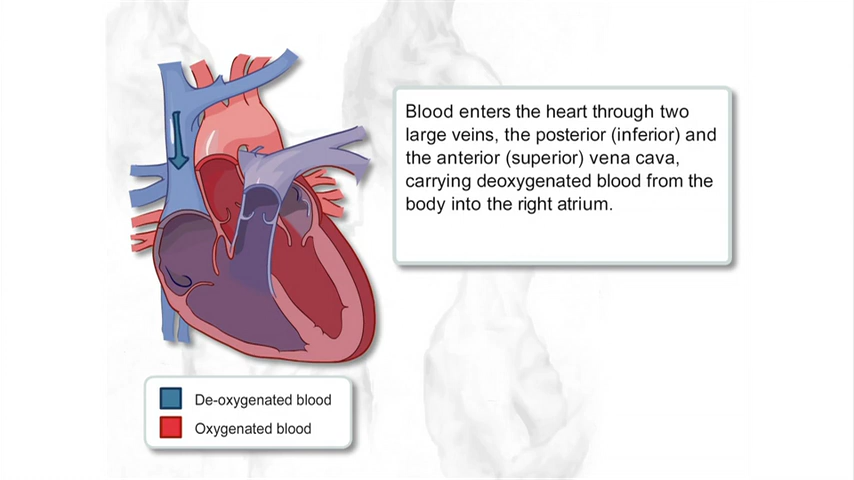 Blood enters the heart through two
large veins, the posterior (inferior) and
the anterior (superior) vena cava,
carrying deoxygenated blood from the
body into the right atrium.
De-oxygenated blood
Oxygenated blood